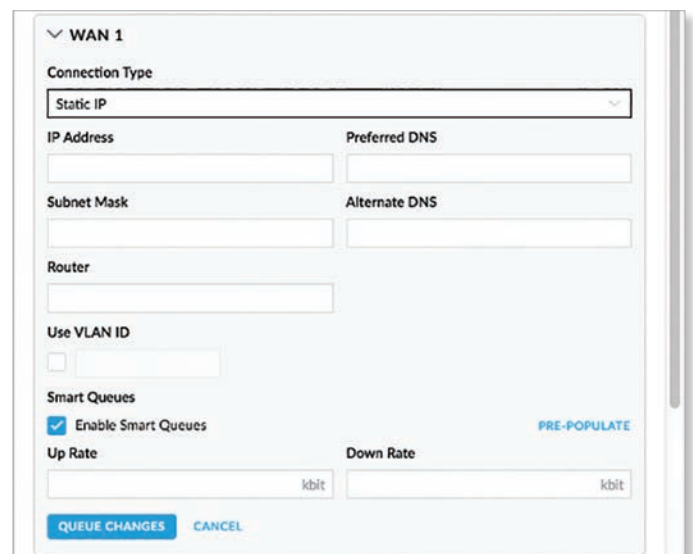 WAN 1
Connection Type
Static IP
IP Address Preferred DNS
Subnet Mask Alternate DNS
Router
Use VLAN ID
Smart Queues
Enable Smart Queues PRE-POPULATE
Up Rate Down Rate
kbit kbit
QUEUE CHANGES CANCEL